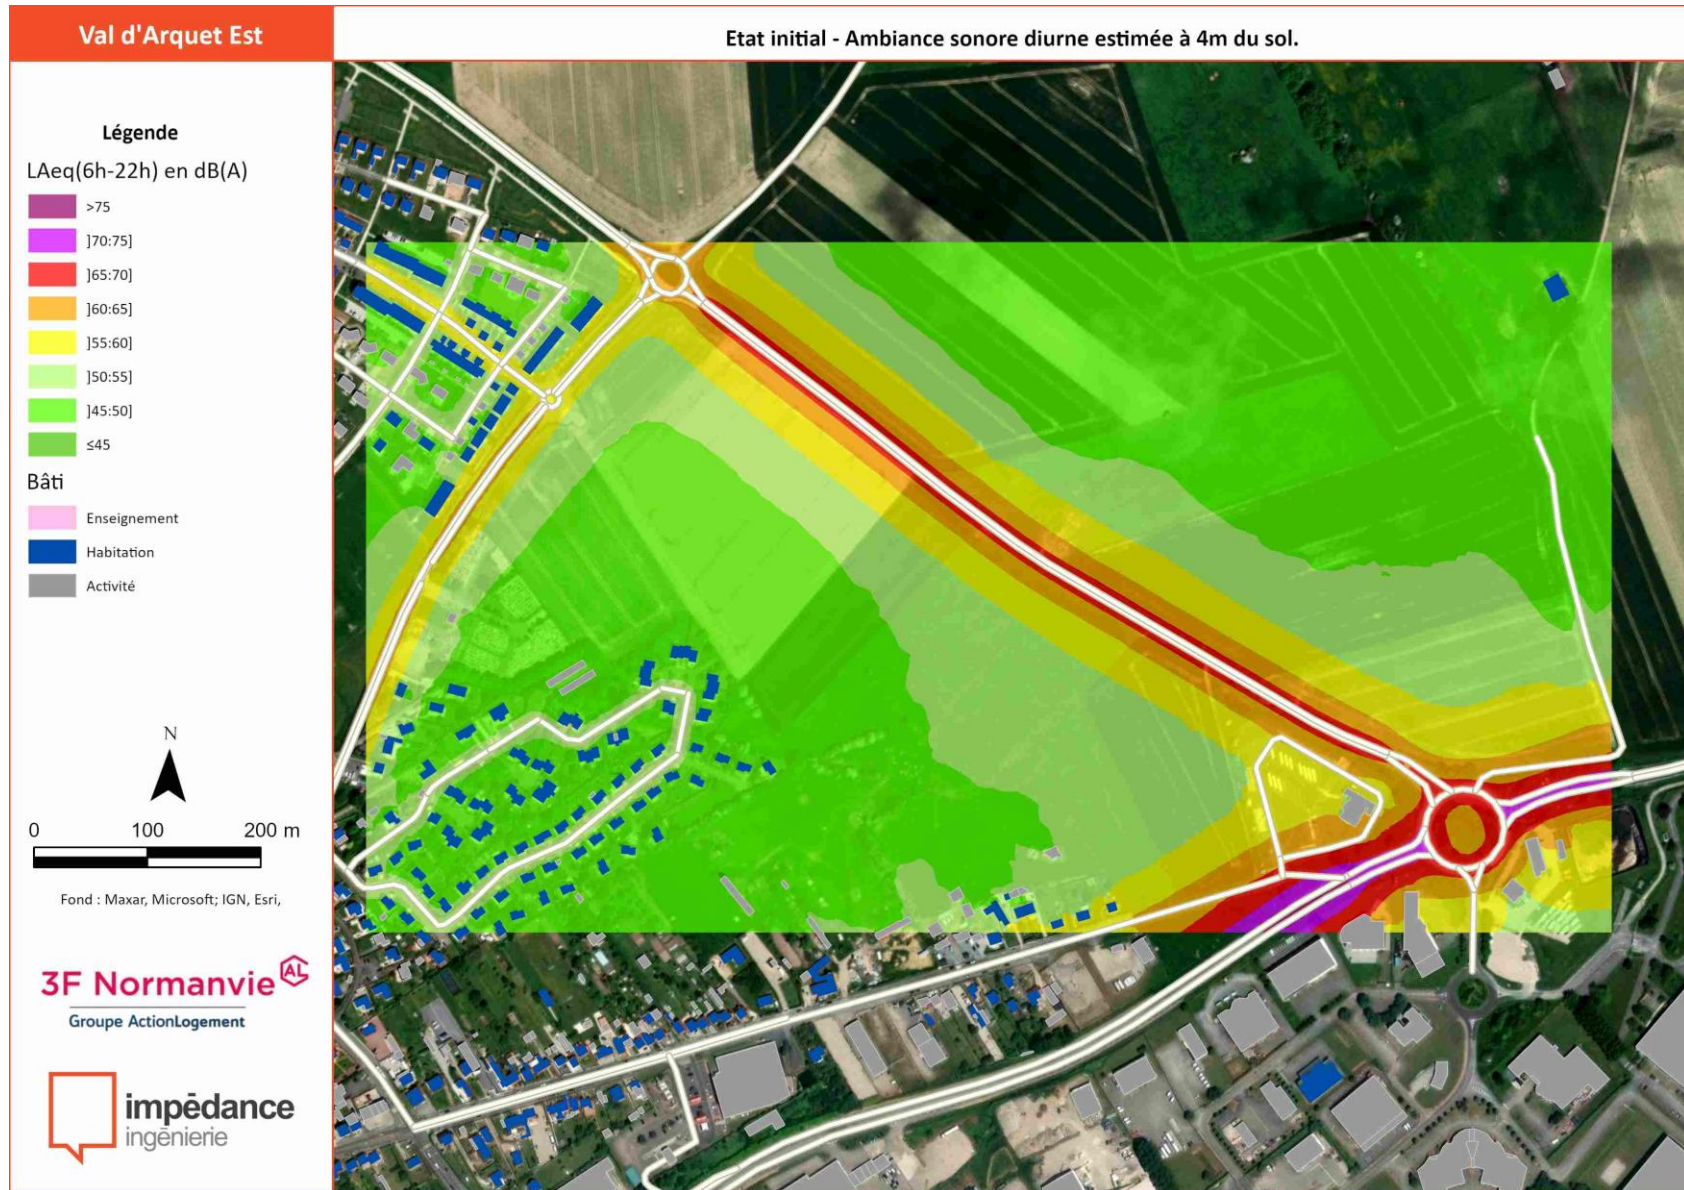 Val d'Arquet Est
Etat initial - Ambiance sonore diurne estimée à 4m du sol.
Légende
LAeq(6h-22h) en dB(A)
>75
]70:75]
]65:70]
]60:65]
]55:60]
]50:55]
]45:50]
≤45
Bâti
Enseignement
Habitation
Activité
N
0 100 200 m
Fond : Maxar, Microsoft; IGN, Esri,
3F Normanvie AL
Groupe ActionLogement
impēdance
ingēnierie